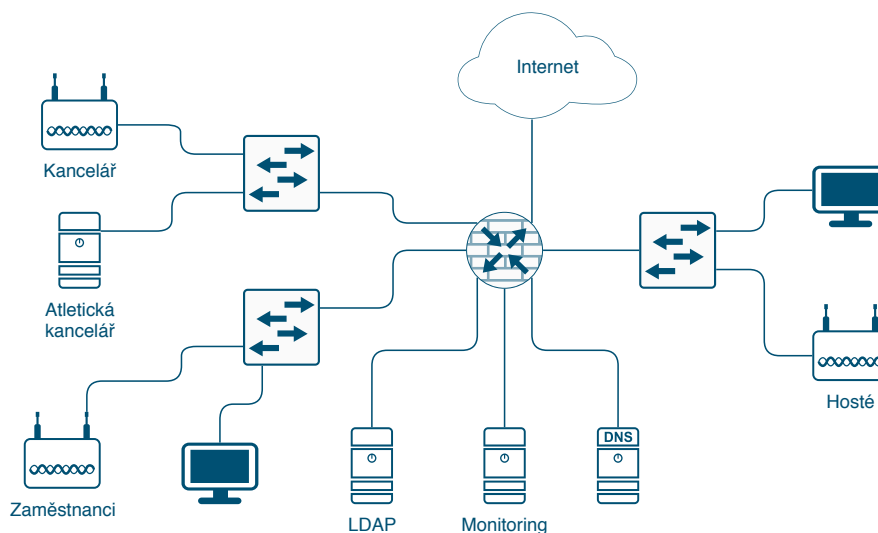 Internet
Kancelář
Atletická
kancelář
Hosté
DNS
Zaměstnanci
LDAP
Monitoring